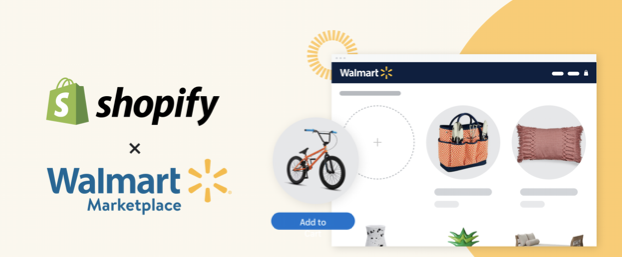 shopify
×
Walmart
Marketplace
Walmart
Add to